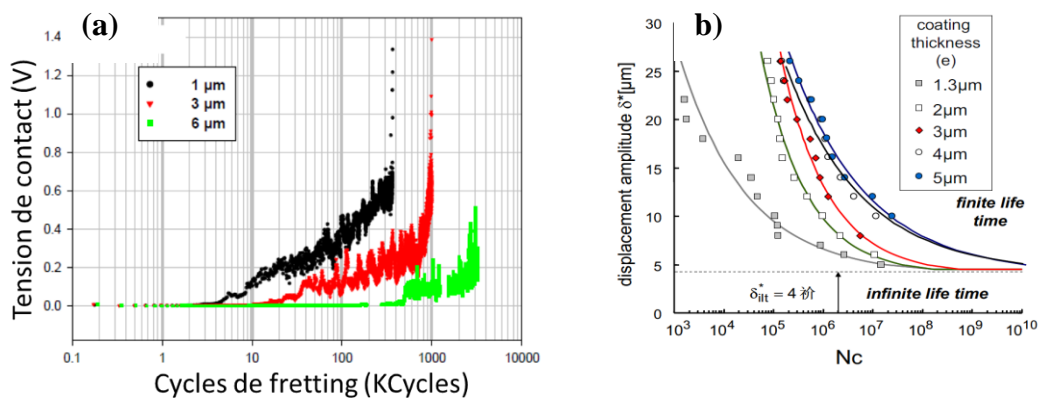 (a)
Tension de contact (V)
1.4
1.2
1.0
0.8
0.6
0.4
0.2
0.0
1 µm
3 µm
6 µm
0.1 1 10 100 1000 10000
Cycles de fretting (KCycles)
b)
displacement amplitude δ*[µm]
30
25
20
15
10
5
0
coating
thickness
(e)
1.3µm
2µm
3µm
4µm
5µm
finite life
time
δ*ilt = 4 祄
infinite life time
10³ 10⁴ 10⁵ 10⁶ 10⁷ 10⁸ 10⁹ 10¹⁰
Nc